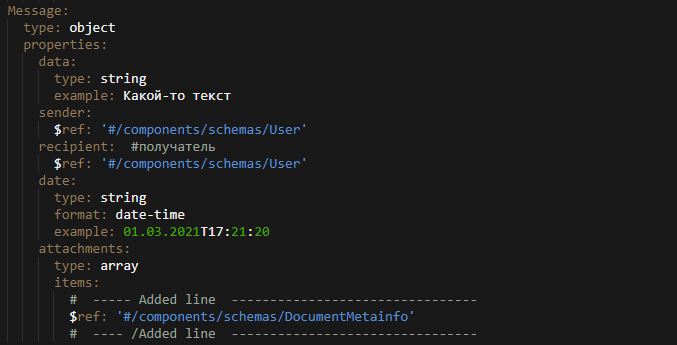 Message:
  type: object
  properties:
    data:
      type: string
      example: Какой-то текст
    sender:
      $ref: '#/components/schemas/User'
    recipient:  #получатель
      $ref: '#/components/schemas/User'
    date:
      type: string
      format: date-time
      example: 01.03.2021T17:21:20
    attachments:
      type: array
      items:
        #  ----- Added line  --------------------------------
        $ref: '#/components/schemas/DocumentMetainfo'
        #  ---- /Added line  --------------------------------